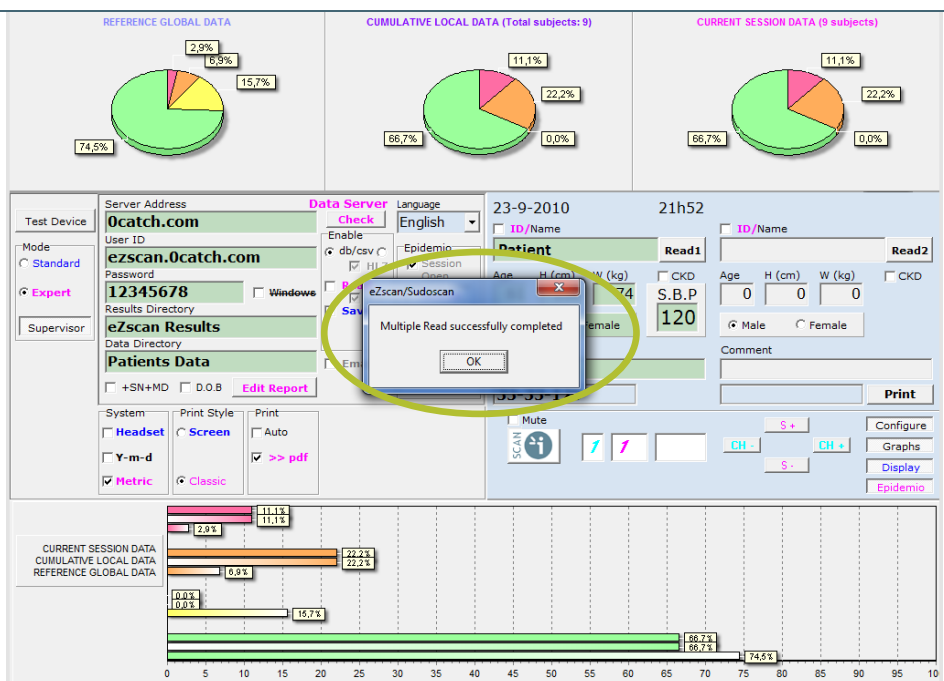 REFERENCE GLOBAL DATA
2,9%
6,9%
15,7%
74,5%
CUMULATIVE LOCAL DATA (Total subjects: 9)
11,1%
22,2%
66,7%
0,0%
CURRENT SESSION DATA (9 subjects)
11,1%
22,2%
66,7%
0,0%
Test Device
Mode
Standard
Expert
Supervisor
Server Address
0catch.com
User ID
ezscan.0catch.com
Password
12345678
Windows
Results Directory
eZscan Results
Data Directory
Patients Data
+SN+MD
D.O.B
Edit Report
Data Server
Check
Language
English
Enable
db/csv
Epidemio
Session
Open
eZscan/Sudoscan
Multiple Read successfully completed
OK
23-9-2010
21h52
ID/Name
Patient
Read1
Age
H (cm)
W (kg)
74
CKD
S.B.P
120
ID/Name
Read2
Age
H (cm)
W (kg)
CKD
0
0
0
Male
Female
Comment
Print
System
Headset
Y-m-d
Metric
Print Style
Screen
Classic
Print
Auto
>> pdf
Mute
SCAN
1
1
S +
CH -
CH +
S -
Configure
Graphs
Display
Epidemio
CURRENT SESSION DATA
CUMULATIVE LOCAL DATA
REFERENCE GLOBAL DATA
11,1%
11,1%
2,9%
22,2%
22,2%
6,9%
0,0%
0,0%
15,7%
66,7%
66,7%
74,5%
0 5 10 15 20 25 30 35 40 45 50 55 60 65 70 75 80 85 90 95 10